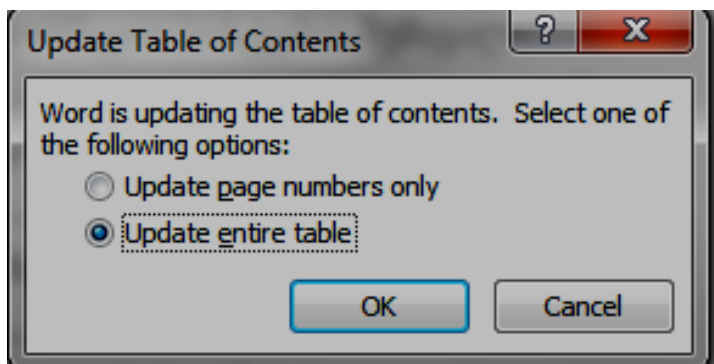 Update Table of Contents
Word is updating the table of contents.  Select one of
the following options:
Update page numbers only
Update entire table
OK
Cancel